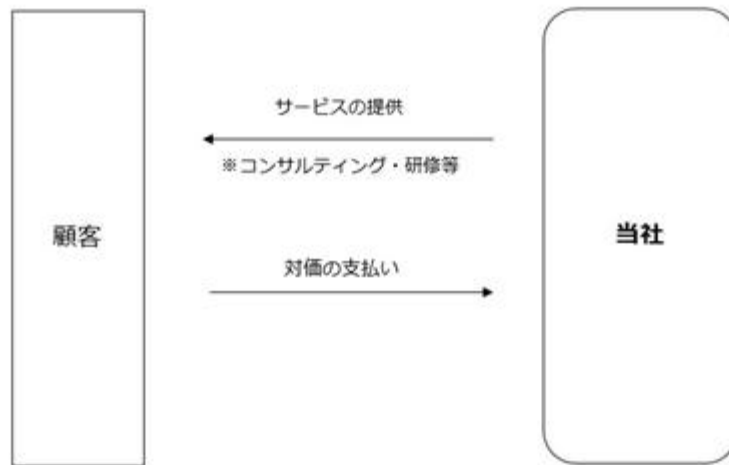 サービスの提供
※コンサルティング・研修等
顧客
当社
対価の支払い